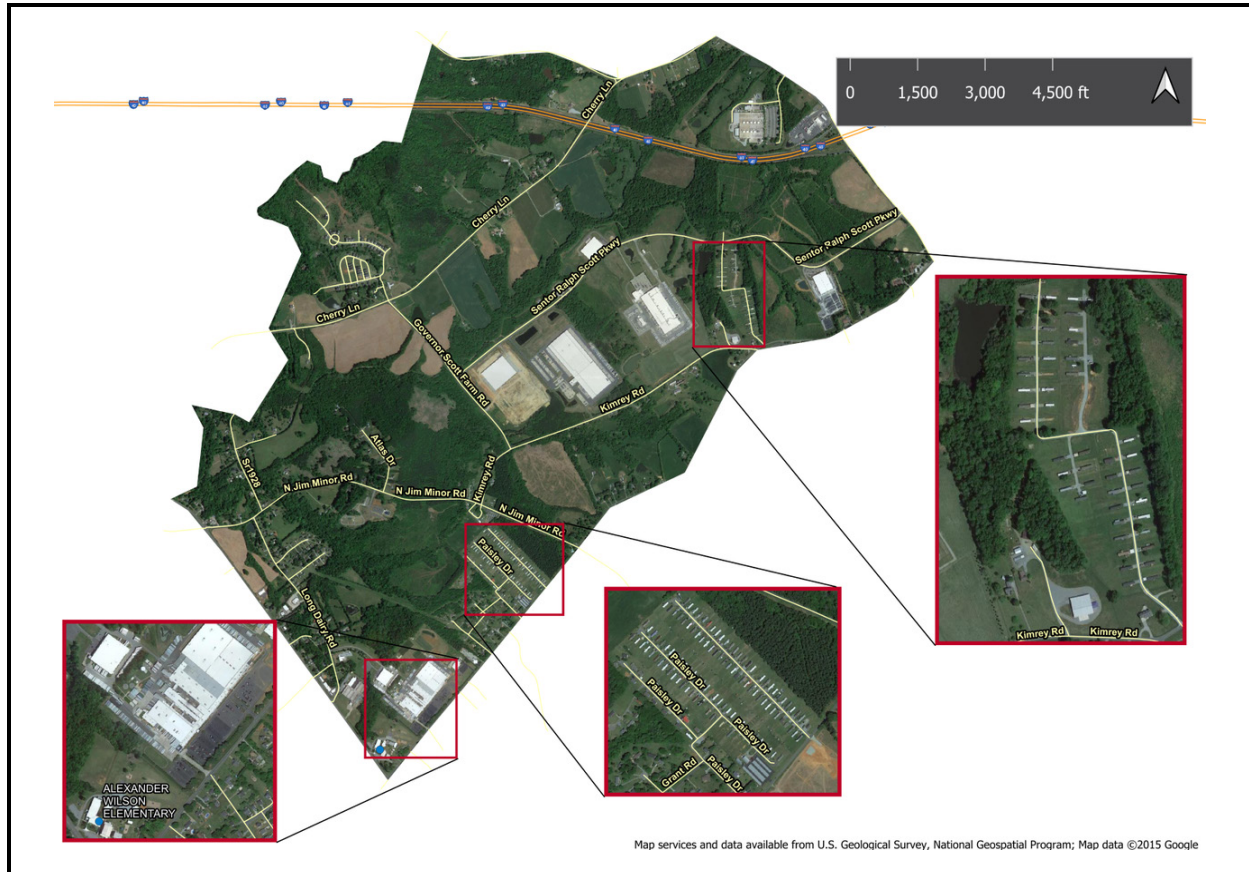 0 1,500 3,000 4,500 ft
Cherry Ln
Cherry Ln
Cherry Ln
Sentor Ralph Scott Pkwy
Sentor Ralph Scott Pkwy
Governor Scott Farm Rd
Kimrey Rd
Kimrey Rd
Atlas Dr
Sr1928
N Jim Minor Rd
N Jim Minor Rd
N Jim Minor Rd
Paisley Dr
Long Dairy Rd
Kimrey Rd
Kimrey Rd
Paisley Dr
Paisley Dr
Paisley Dr
Paisley Dr
Grant Rd
ALEXANDER
WILSON
ELEMENTARY
Map services and data available from U.S. Geological Survey, National Geospatial Program; Map data ©2015 Google